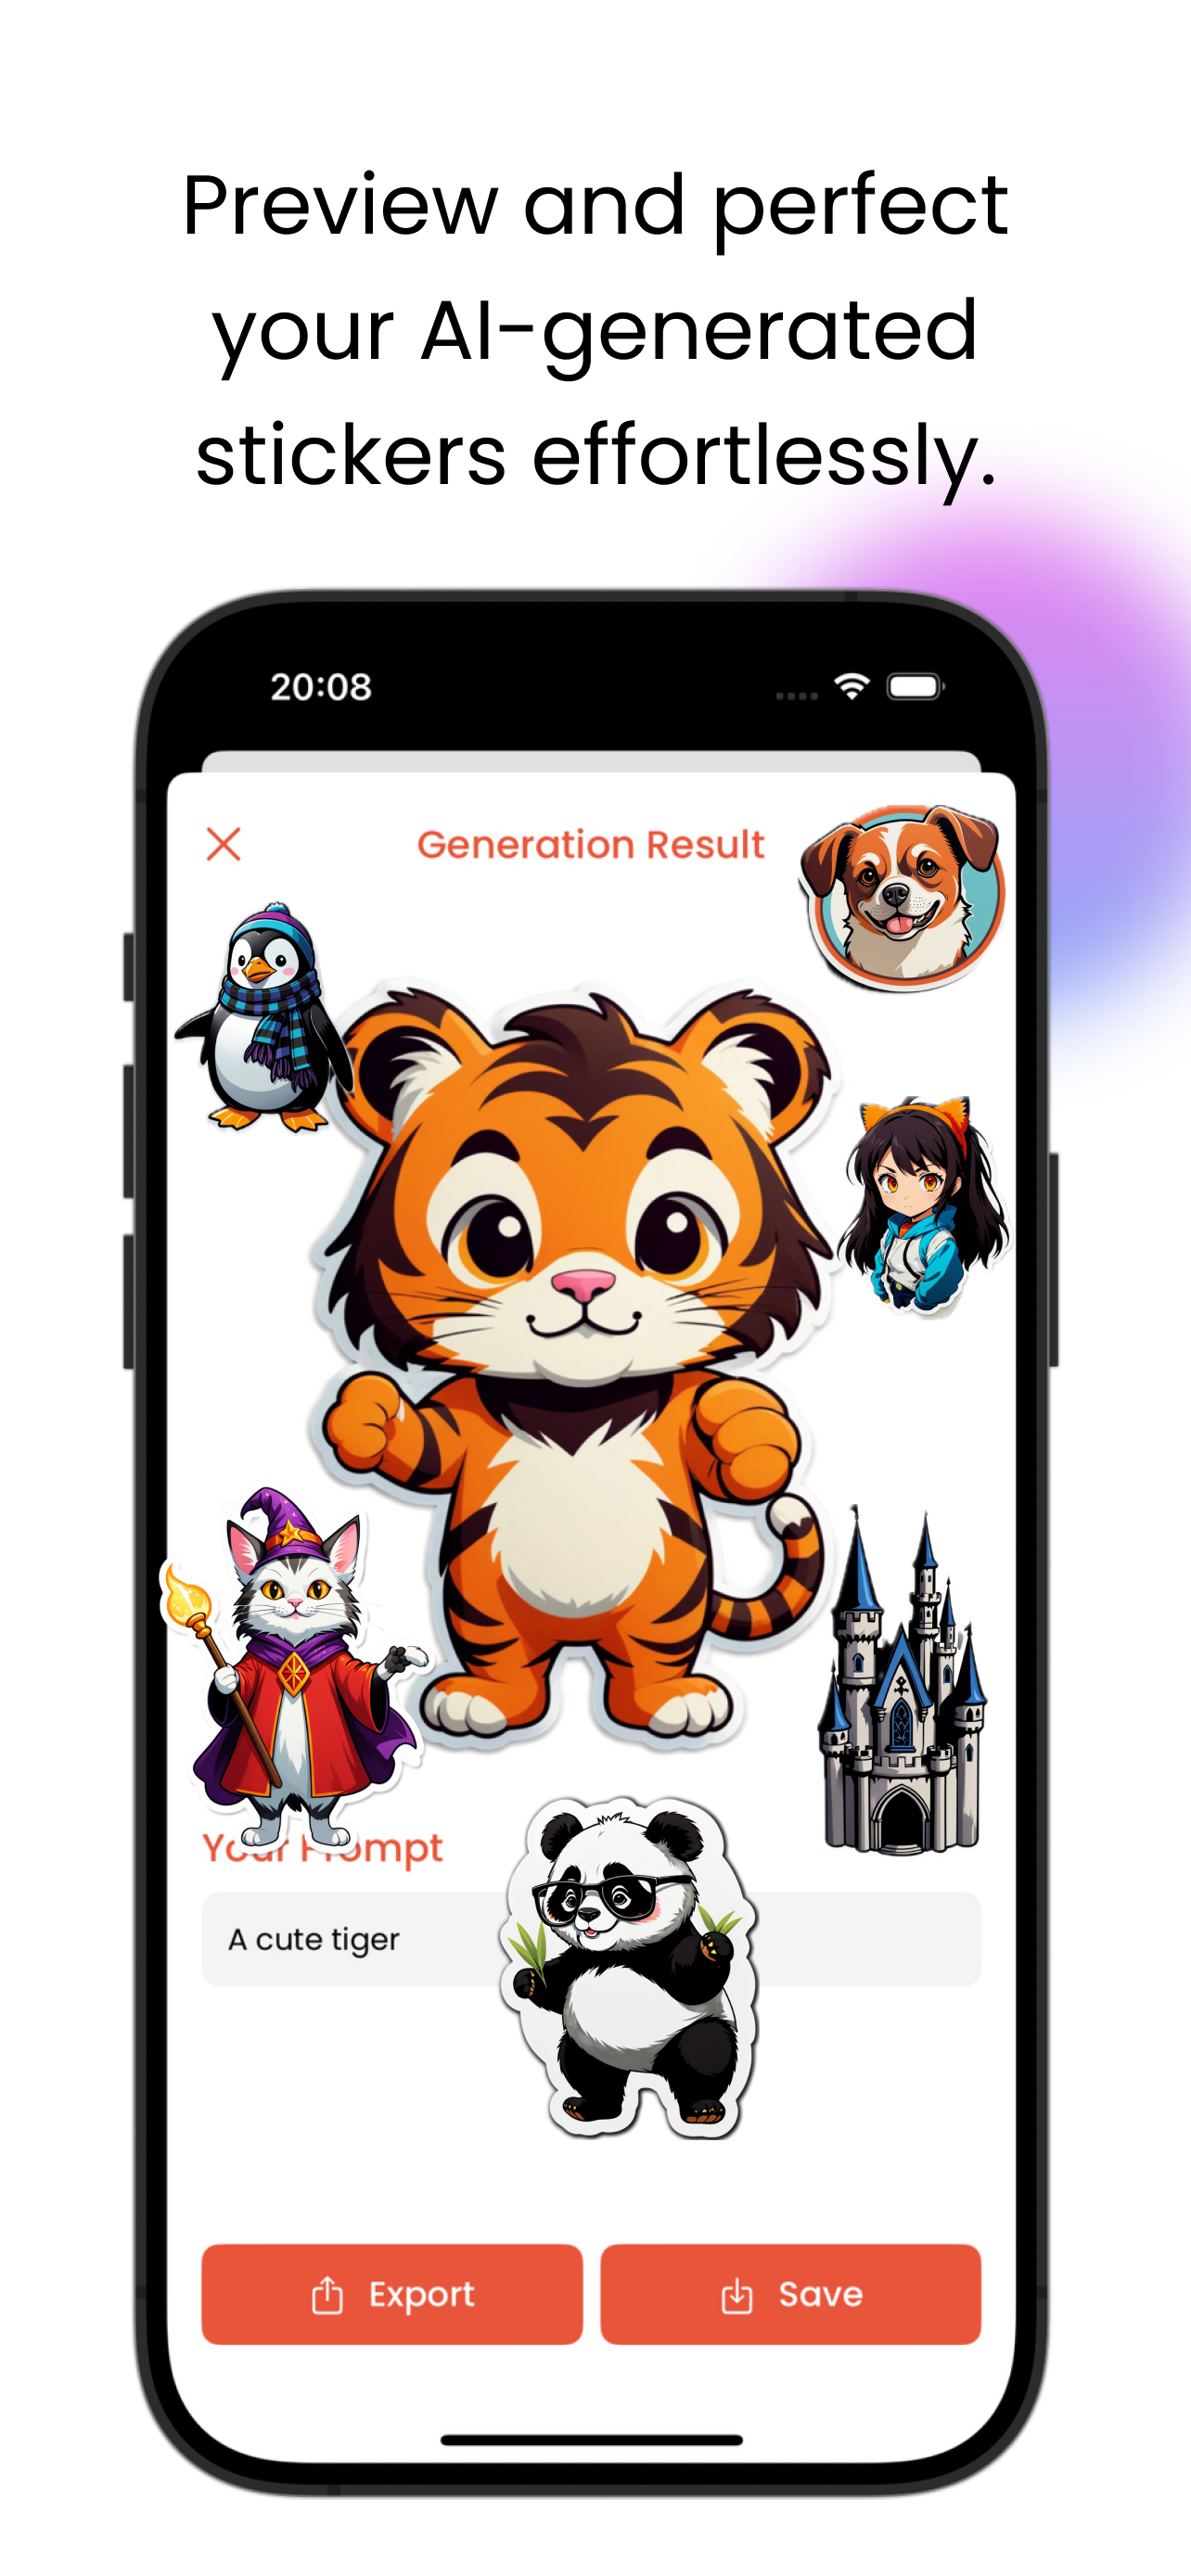 Preview and perfect
your AI-generated
stickers effortlessly.
20:08
Generation Result
Your Prompt
A cute tiger
Export
Save